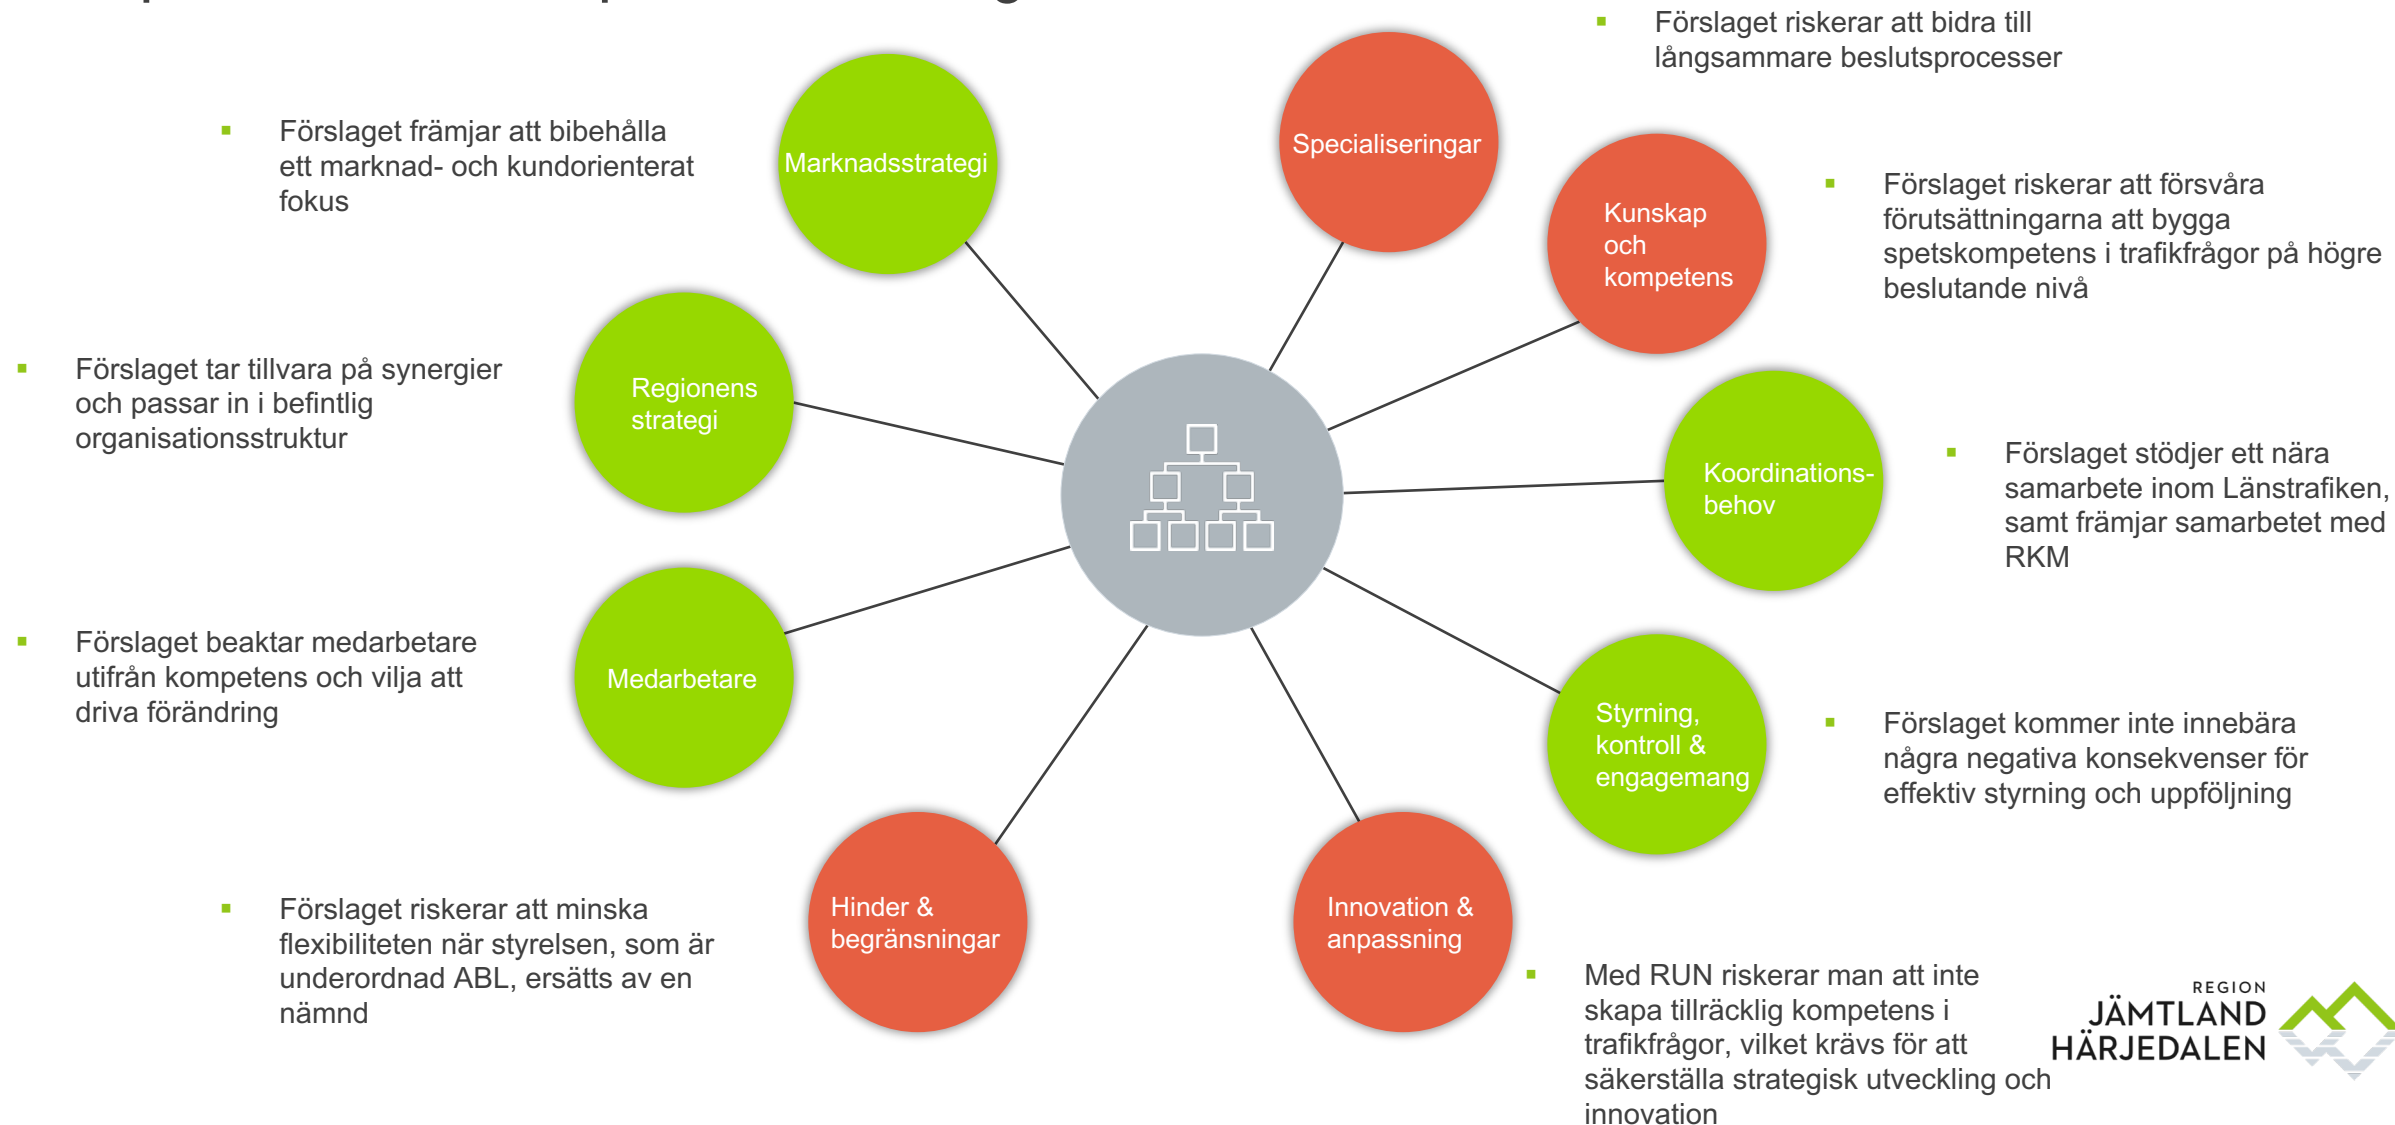 Förslaget riskerar att bidra till
långsammare beslutsprocesser
Specialiseringar
Marknadsstrategi
Förslaget främjar att bibehålla
ett marknad- och kundorienterat
fokus
Kunskap
och
kompetens
Förslaget riskerar att försvåra
förutsättningarna att bygga
spetskompetens i trafikfrågor på högre
beslutande nivå
Förslaget tar tillvara på synergier
och passar in i befintlig
organisationsstruktur
Regionens
strategi
Koordinations-
behov
Förslaget stödjer ett nära
samarbete inom Länstrafiken,
samt främjar samarbetet med
RKM
Förslaget beaktar medarbetare
utifrån kompetens och vilja att
driva förändring
Medarbetare
Styrning,
kontroll &
engagemang
Förslaget kommer inte innebära
några negativa konsekvenser för
effektiv styrning och uppföljning
Förslaget riskerar att minska
flexibiliteten när styrelsen, som är
underordnad ABL, ersätts av en
nämnd
Hinder &
begränsningar
Innovation &
anpassning
Med RUN riskerar man att inte
skapa tillräcklig kompetens i
trafikfrågor, vilket krävs för att
säkerställa strategisk utveckling och
innovation
REGION
JÄMTLAND
HÄRJEDALEN